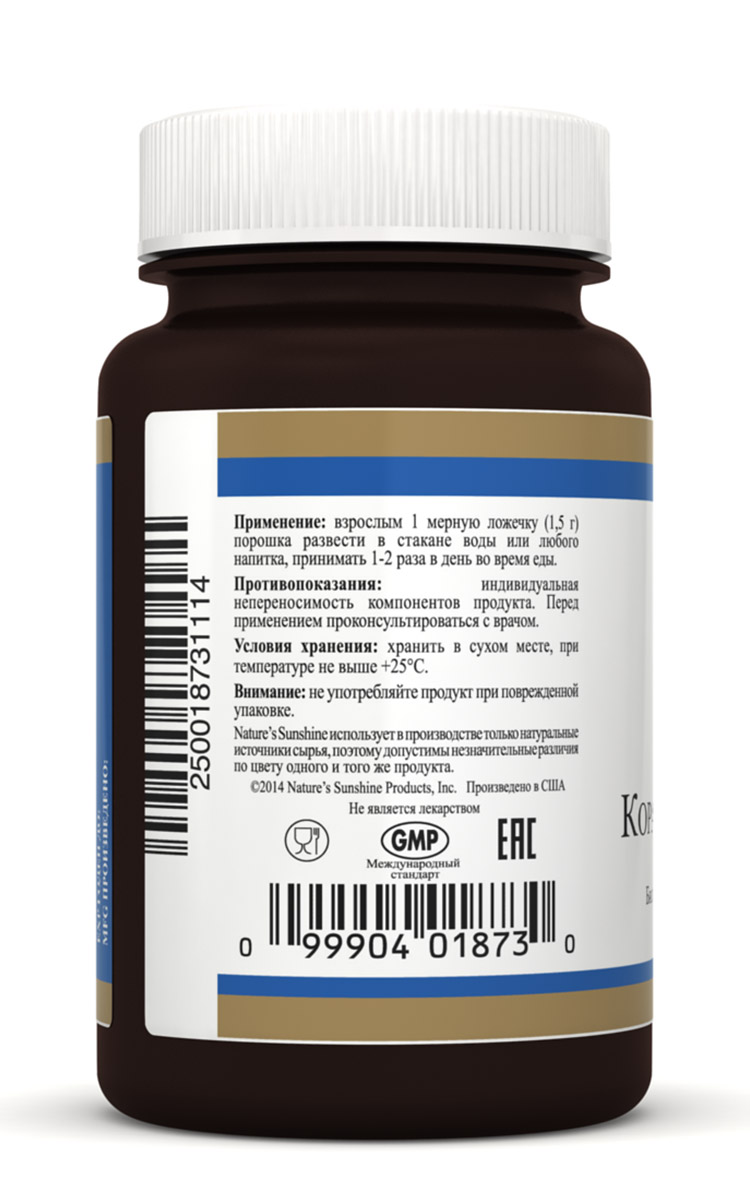 Применение: взрослым 1 мерную ложечку (1,5 г)
порошка развести в стакане воды или любого
напитка, принимать 1-2 раза в день во время еды.
Противопоказания: индивидуальная
непереносимость компонентов продукта. Перед
применением проконсультироваться с врачом.
Условия хранения: хранить в сухом месте, при
температуре не выше +25°C.
Внимание: не употребляйте продукт при поврежденной
упаковке.
Nature's Sunshine использует в производстве только натуральные
источники сырья, поэтому допустимы незначительные различия
по цвету одного и того же продукта.
©2014 Nature's Sunshine Products, Inc. Произведено в США
Не является лекарством
GMP
EAC
Международный
стандарт
0 99904 01873 0
250018731114
MFG ПРОИЗВЕДЕНО: